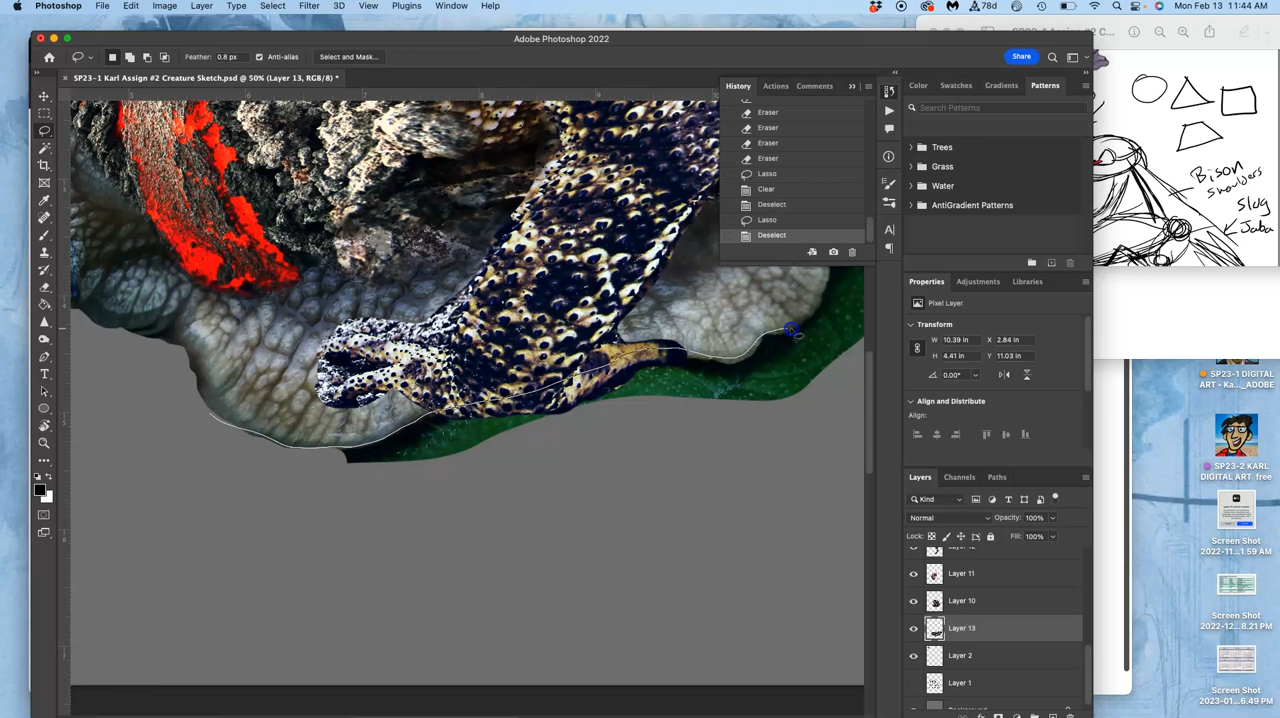 Photoshop File Edit Image Layer Type Select Filter 3D View Plugins Window Help
78d Mon Feb 13 11:44 AM
Adobe Photoshop 2022
Feather: 0.8 px Anti-alias Select and Mask... Share
SP23-1 Karl Assign #2 Creature Sketch.psd @ 50% (Layer 13, RGB/8) *
5 6 7 8 9
History Actions Comments
Eraser
Eraser
Eraser
Eraser
Lasso
Clear
Deselect
Lasso
Deselect
Color Swatches Gradients Patterns
Search Patterns
Trees
Grass
Water
AntiGradient Patterns
Properties Adjustments Libraries
Pixel Layer
Transform
W 10.39 in X 2.84 in
H 4.41 in Y 11.03 in
0.00°
Align and Distribute
Align:
Layers Channels Paths
Kind
Normal Opacity: 100%
Lock: Fill: 100%
Layer 11
Layer 10
Layer 13
Layer 2
Layer 1
Bison
shoulders
slug
Jaba
SP23-1 DIGITAL
ART - Ka..._ADOBE
SP23-2 KARL
DIGITAL ART free
Screen Shot
2022-11...1.59 AM
Screen Shot
2022-12...8.21 PM
Screen Shot
2023-01...6.49 PM